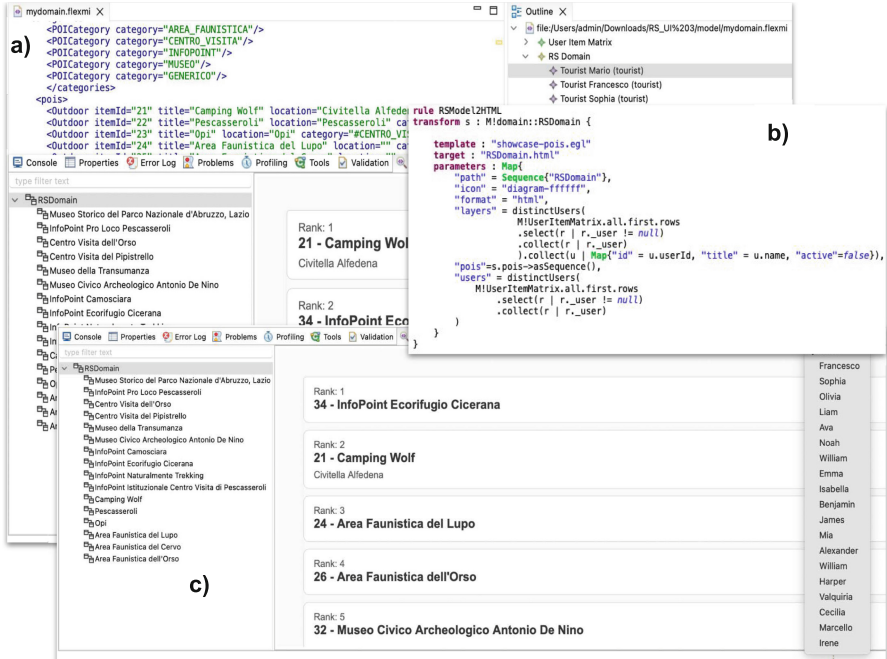 mydomain.flexmi
a)
<POICategory category="AREA_FAUNISTICA"/>
<POICategory category="CENTRO_VISITA"/>
<POICategory category="INFOPOINT"/>
<POICategory category="MUSEO"/>
<POICategory category="GENERICO"/>
</categories>
<pois>
<Outdoor itemId="21" title="Camping Wolf" location="Civitella Alfede
<Outdoor itemId="22" title="Pescasseroli" location="Pescasseroli" cat
<Outdoor itemId="23" title="Opi" location="Opi" category="#CENTRO_VIS
<Outdoor itemId="24" title="Area Faunistica del Lupo" location="" cat
Outline
file:/Users/admin/Downloads/RS_UI%203/model/mydomain.flexmi
User Item Matrix
RS Domain
Tourist Mario (tourist)
Tourist Francesco (tourist)
Tourist Sophia (tourist)
b)
rule RSModel2HTML
transform s : M!domain::RSDomain {
template : "showcase-pois.egl"
target : "RSDomain.html"
parameters : Map{
"path" = Sequence{"RSDomain"},
"icon" = "diagram-ffffff",
"format" = "html",
"layers" = distinctUsers(
M!UserItemMatrix.all.first.rows
.select(r | r._user != null)
.collect(r | r._user)
).collect(u | Map{"id" = u.userId, "title" = u.name, "active"=false}),
"pois"=s.pois->asSequence(),
"users" = distinctUsers(
M!UserItemMatrix.all.first.rows
.select(r | r._user != null)
.collect(r | r._user)
)
}
}
Console Properties Error Log Problems Profiling Tools Validation
type filter text
RSDomain
Museo Storico del Parco Nazionale d'Abruzzo, Lazio
InfoPoint Pro Loco Pescasseroli
Centro Visita dell'Orso
Centro Visita del Pipistrello
Museo della Transumanza
Museo Civico Archeologico Antonio De Nino
InfoPoint Camosciara
InfoPoint Ecorifugio Cicerana
Rank: 1
21 - Camping Wol
Civitella Alfedena
Rank: 2
34 - InfoPoint Eco
Console Properties Error Log Problems Profiling Tools Validation
type filter text
RSDomain
Museo Storico del Parco Nazionale d'Abruzzo, Lazio
InfoPoint Pro Loco Pescasseroli
Centro Visita dell'Orso
Centro Visita del Pipistrello
Museo della Transumanza
Museo Civico Archeologico Antonio De Nino
InfoPoint Camosciara
InfoPoint Ecorifugio Cicerana
InfoPoint Naturalmente Trekking
InfoPoint Istituzionale Centro Visita di Pescasseroli
Camping Wolf
Pescasseroli
Opi
Area Faunistica del Lupo
Area Faunistica del Cervo
Area Faunistica dell'Orso
c)
Rank: 1
34 - InfoPoint Ecorifugio Cicerana
Rank: 2
21 - Camping Wolf
Civitella Alfedena
Rank: 3
24 - Area Faunistica del Lupo
Rank: 4
26 - Area Faunistica dell'Orso
Rank: 5
32 - Museo Civico Archeologico Antonio De Nino
Francesco
Sophia
Olivia
Liam
Ava
Noah
William
Emma
Isabella
Benjamin
James
Mia
Alexander
William
Harper
Valquiria
Cecilia
Marcello
Irene